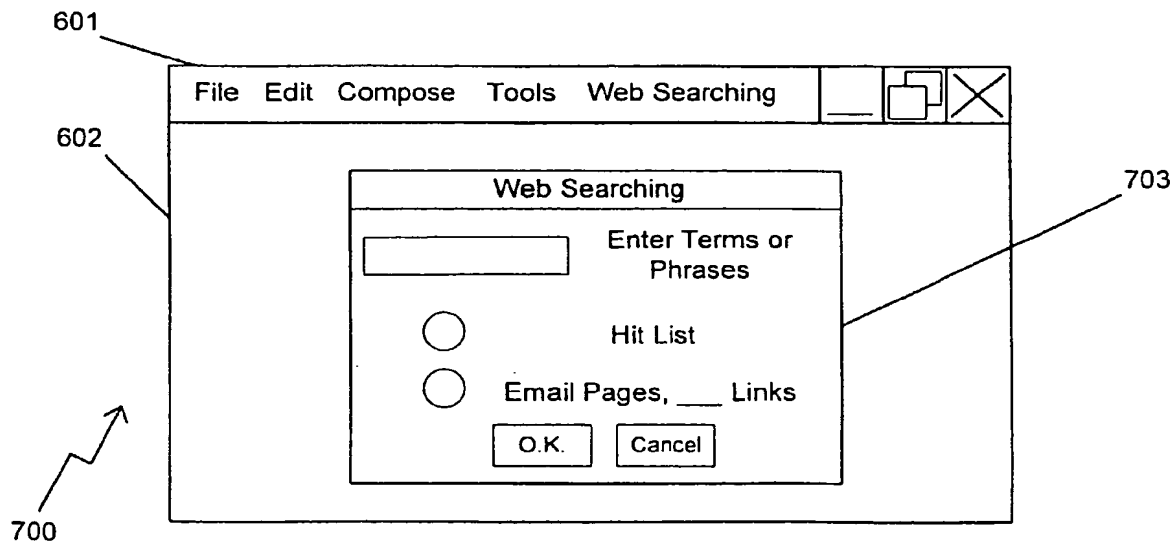 601
File Edit Compose Tools Web Searching
602
703
Web Searching
Enter Terms or
Phrases
Hit List
Email Pages, ___ Links
O.K. Cancel
700